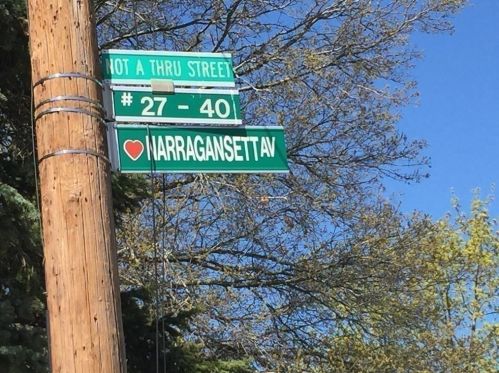 NOT A THRU STREET
# 27 - 40
NARRAGANSETT AV